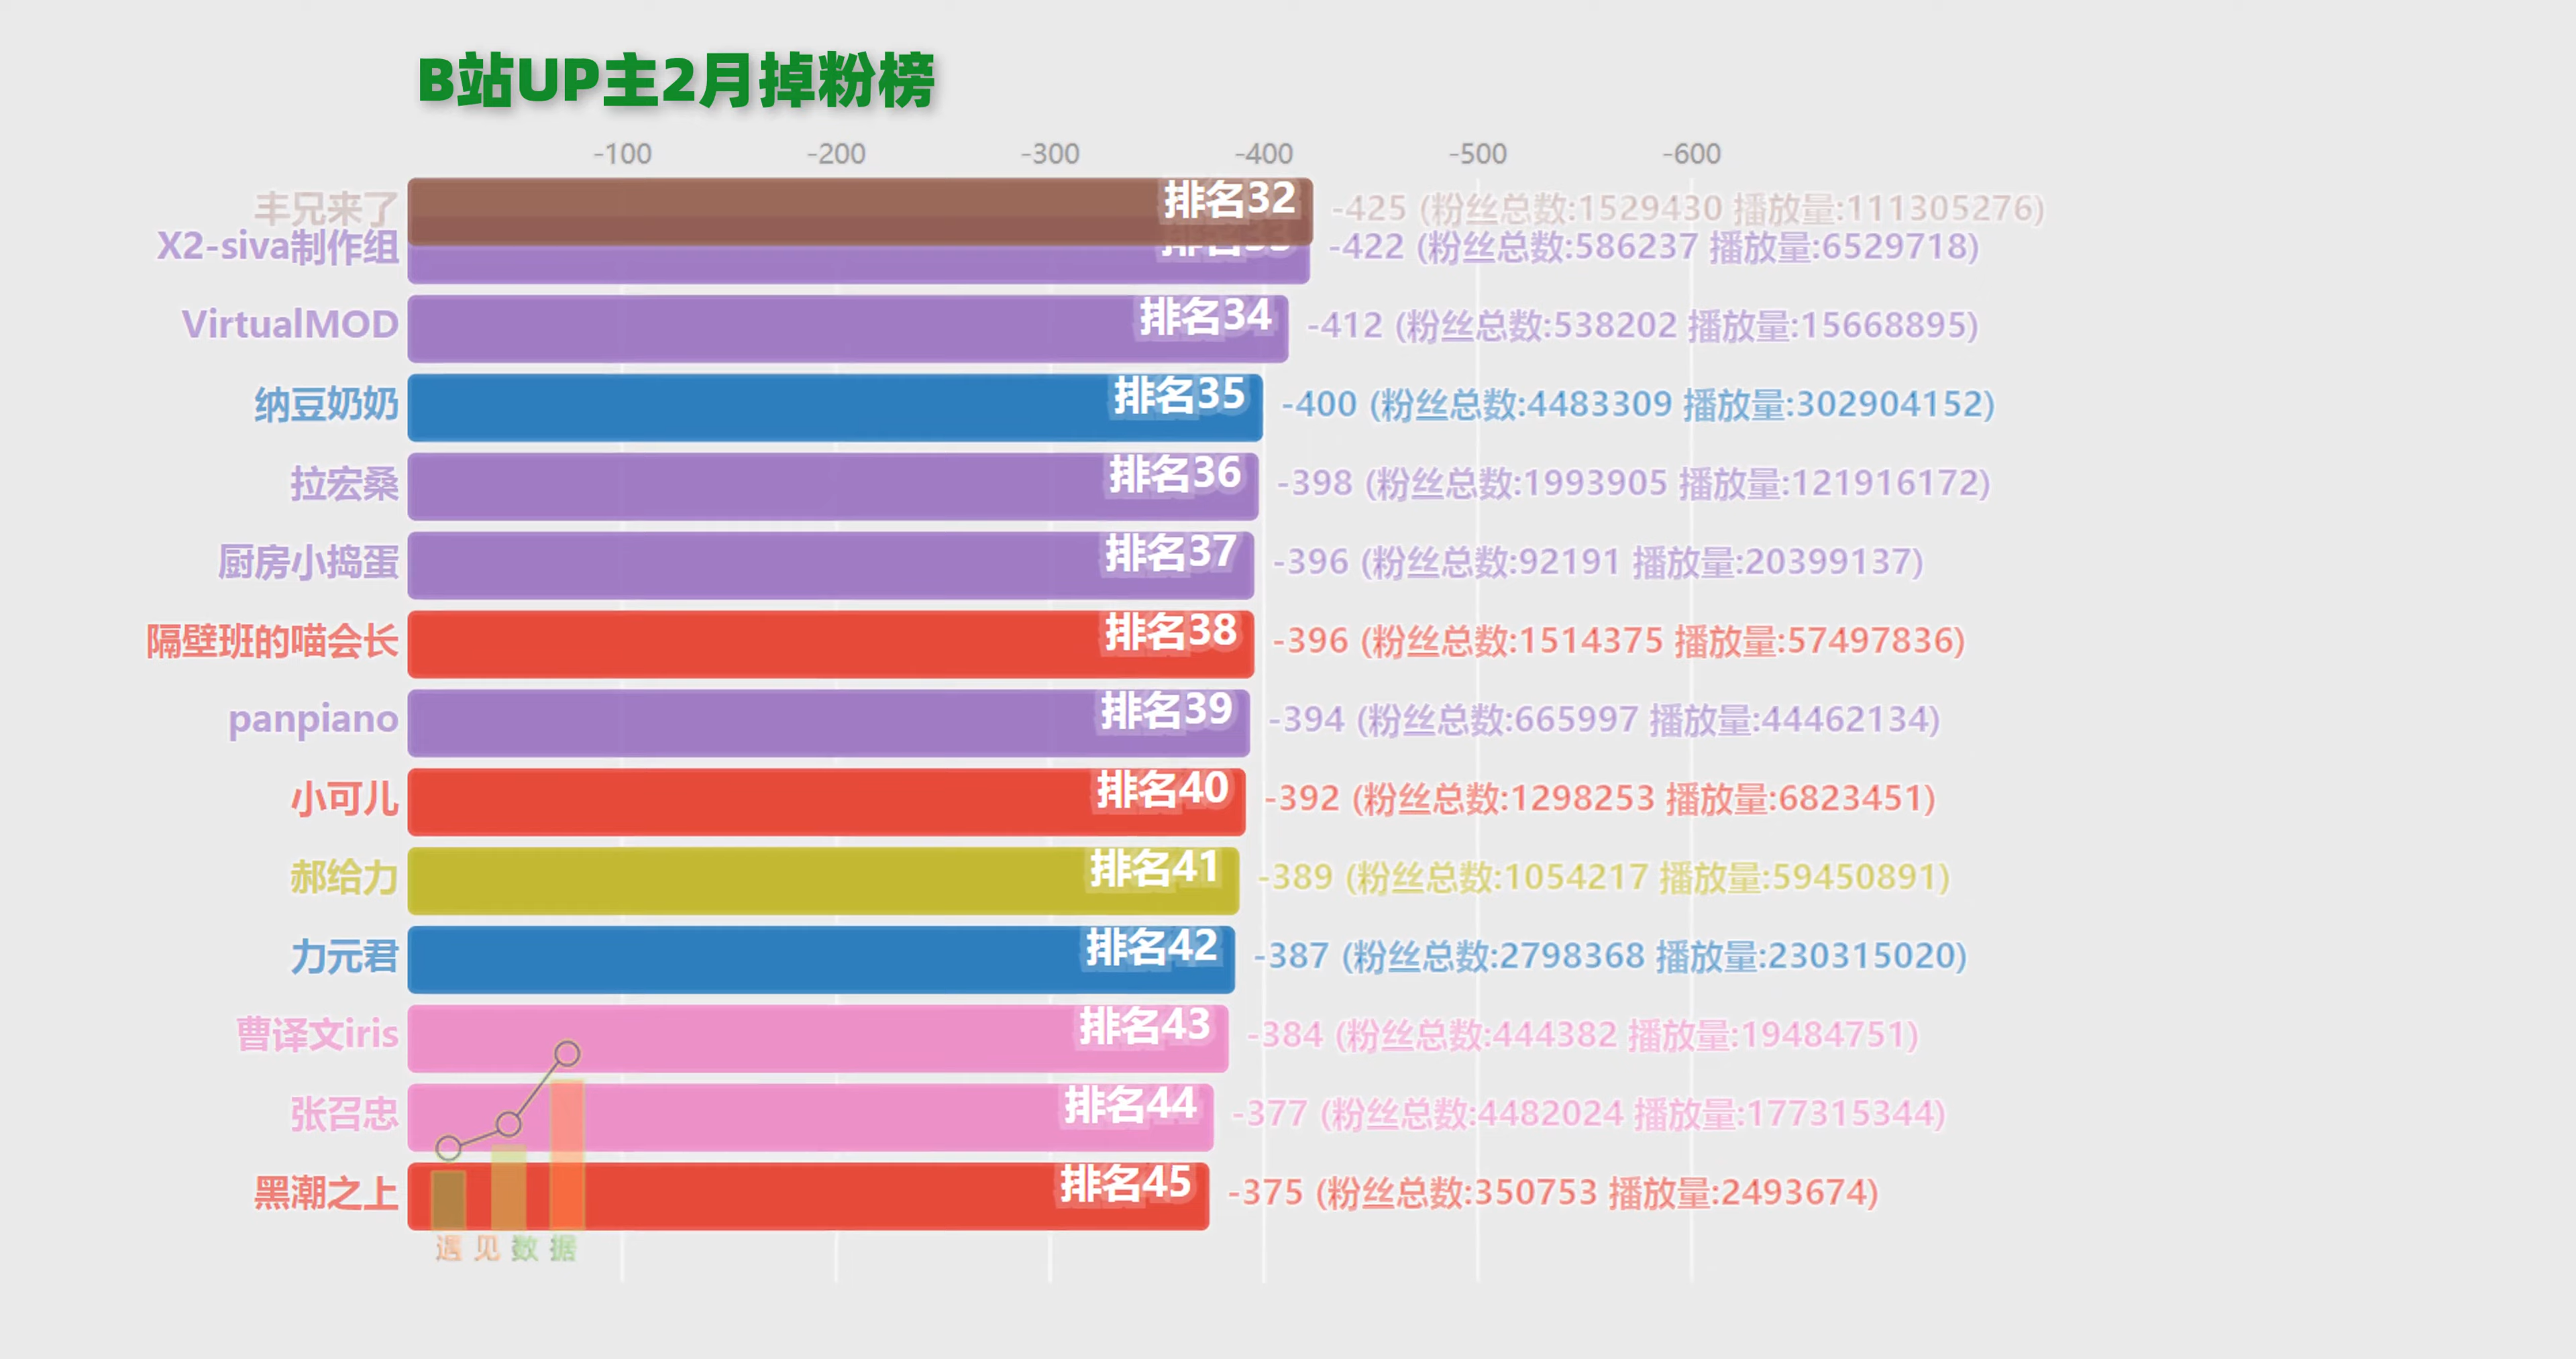 B站UP主2月掉粉榜
-100 -200 -300 -400 -500 -600
丰兄来了 排名32 -425 (粉丝总数:1529430 播放量:111305276)
X2-siva制作组 排名33 -422 (粉丝总数:586237 播放量:6529718)
VirtualMOD 排名34 -412 (粉丝总数:538202 播放量:15668895)
纳豆奶奶 排名35 -400 (粉丝总数:4483309 播放量:302904152)
拉宏桑 排名36 -398 (粉丝总数:1993905 播放量:121916172)
厨房小捣蛋 排名37 -396 (粉丝总数:92191 播放量:20399137)
隔壁班的喵会长 排名38 -396 (粉丝总数:1514375 播放量:57497836)
panpiano 排名39 -394 (粉丝总数:665997 播放量:44462134)
小可儿 排名40 -392 (粉丝总数:1298253 播放量:6823451)
郝给力 排名41 -389 (粉丝总数:1054217 播放量:59450891)
力元君 排名42 -387 (粉丝总数:2798368 播放量:230315020)
曹译文iris 排名43 -384 (粉丝总数:444382 播放量:19484751)
张召忠 排名44 -377 (粉丝总数:4482024 播放量:177315344)
黑潮之上 排名45 -375 (粉丝总数:350753 播放量:2493674)
遇见数据